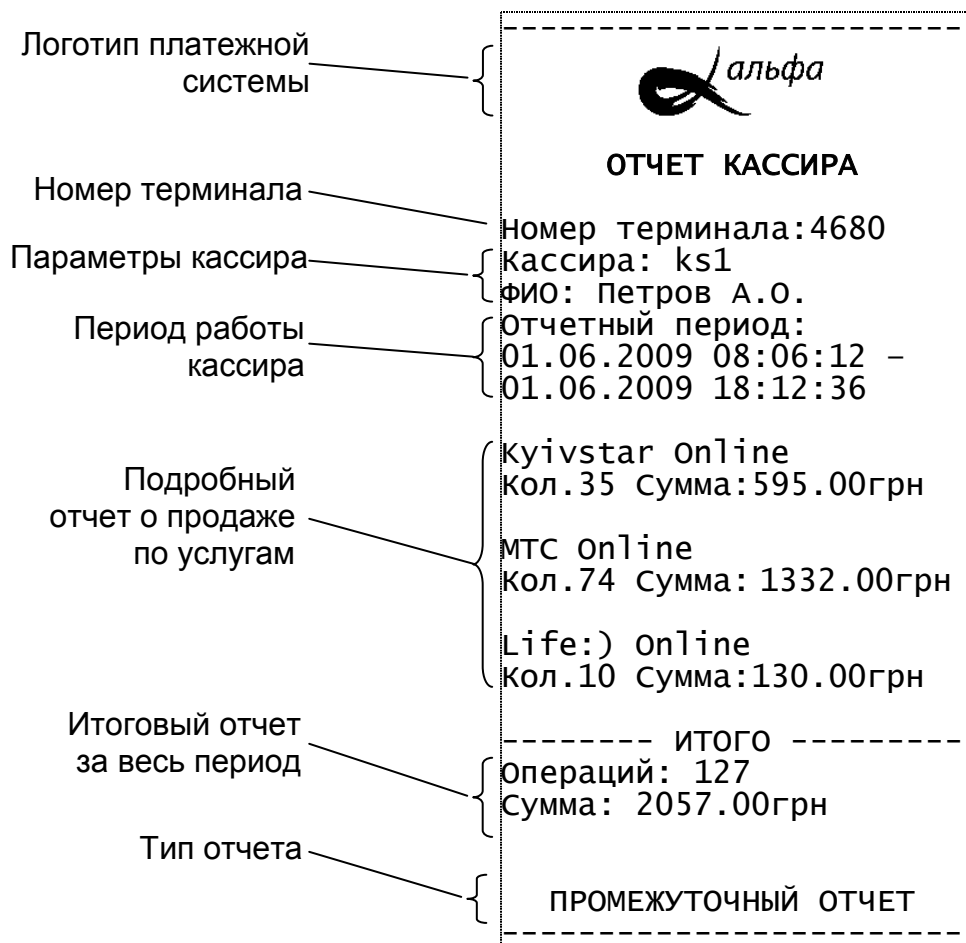 Логотип платежной
системы
альфа
ОТЧЕТ КАССИРА
Номер терминала
Номер терминала:4680
Параметры кассира
Кассира: ks1
ФИО: Петров А.О.
Период работы
кассира
Отчетный период:
01.06.2009 08:06:12 –
01.06.2009 18:12:36
Подробный
отчет о продаже
по услугам
Kyivstar Online
Кол.35 Сумма:595.00грн
МТС Online
Кол.74 Сумма: 1332.00грн
Life:) Online
Кол.10 Сумма:130.00грн
Итоговый отчет
за весь период
-------- ИТОГО ---------
Операций: 127
Сумма: 2057.00грн
Тип отчета
ПРОМЕЖУТОЧНЫЙ ОТЧЕТ